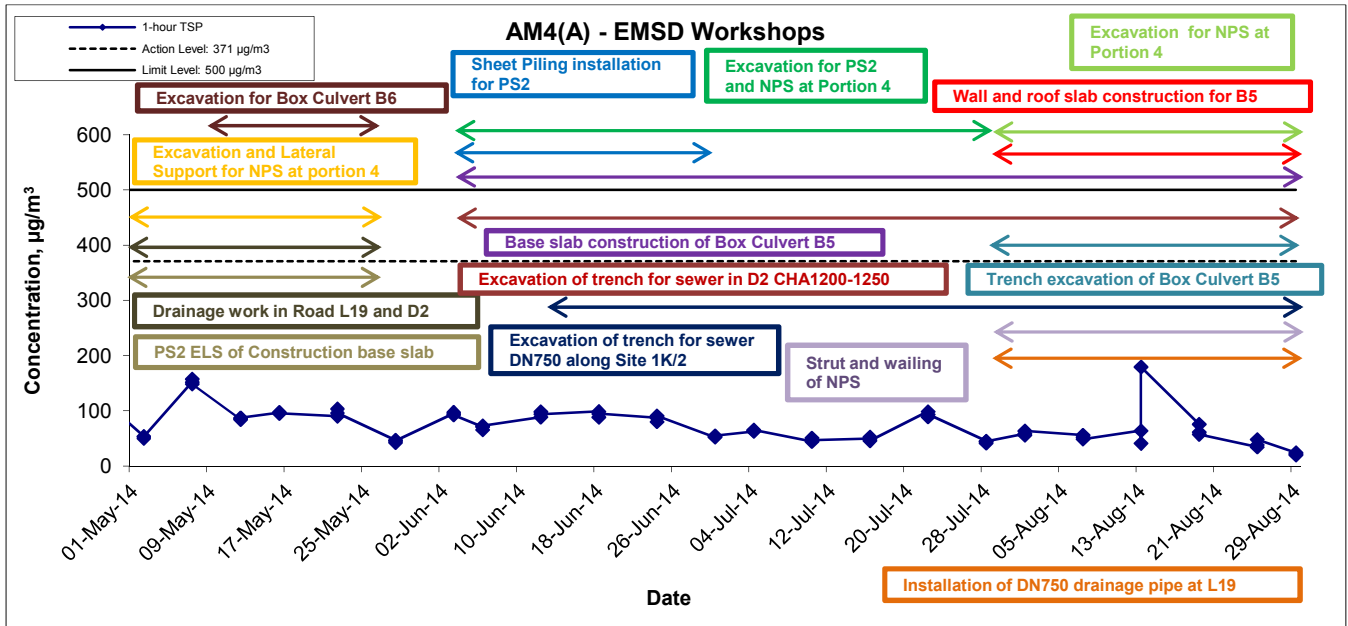 AM4(A) - EMSD Workshops
1-hour TSP
Action Level: 371 µg/m3
Limit Level: 500 µg/m3
Excavation for NPS at
Portion 4
Sheet Piling installation
for PS2
Excavation for PS2
and NPS at Portion 4
Excavation for Box Culvert B6
Wall and roof slab construction for B5
Excavation and Lateral
Support for NPS at portion 4
Base slab construction of Box Culvert B5
Excavation of trench for sewer in D2 CHA1200-1250
Trench excavation of Box Culvert B5
Drainage work in Road L19 and D2
PS2 ELS of Construction base slab
Excavation of trench for sewer
DN750 along Site 1K/2
Strut and wailing
of NPS
Concentration, µg/m³
600
500
400
300
200
100
0
01-May-14
09-May-14
17-May-14
25-May-14
02-Jun-14
10-Jun-14
18-Jun-14
26-Jun-14
04-Jul-14
12-Jul-14
20-Jul-14
28-Jul-14
05-Aug-14
13-Aug-14
21-Aug-14
29-Aug-14
Installation of DN750 drainage pipe at L19
Date